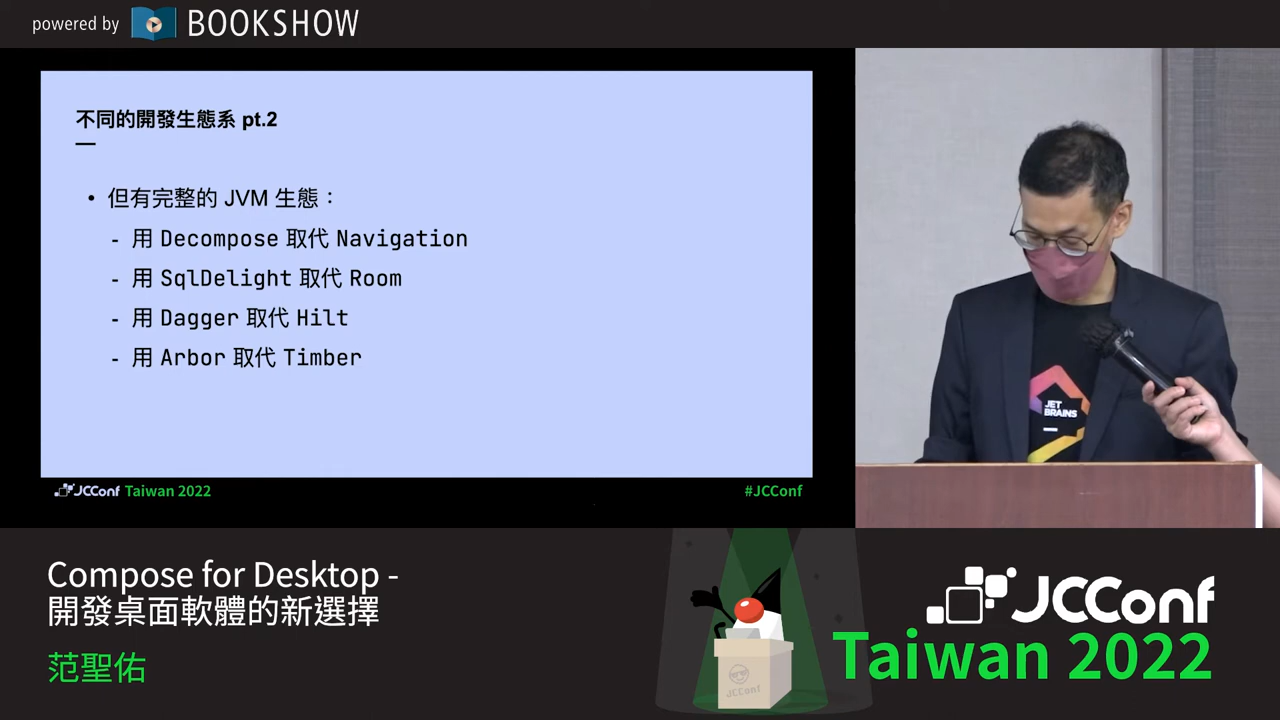 powered by BOOKSHOW
不同的開發生態系 pt.2
• 但有完整的 JVM 生態：
- 用 Decompose 取代 Navigation
- 用 SqlDelight 取代 Room
- 用 Dagger 取代 Hilt
- 用 Arbor 取代 Timber
JCConf Taiwan 2022
#JCConf
JET
BRAINS
Compose for Desktop -
開發桌面軟體的新選擇
范聖佑
JCConf
JCConf
Taiwan 2022